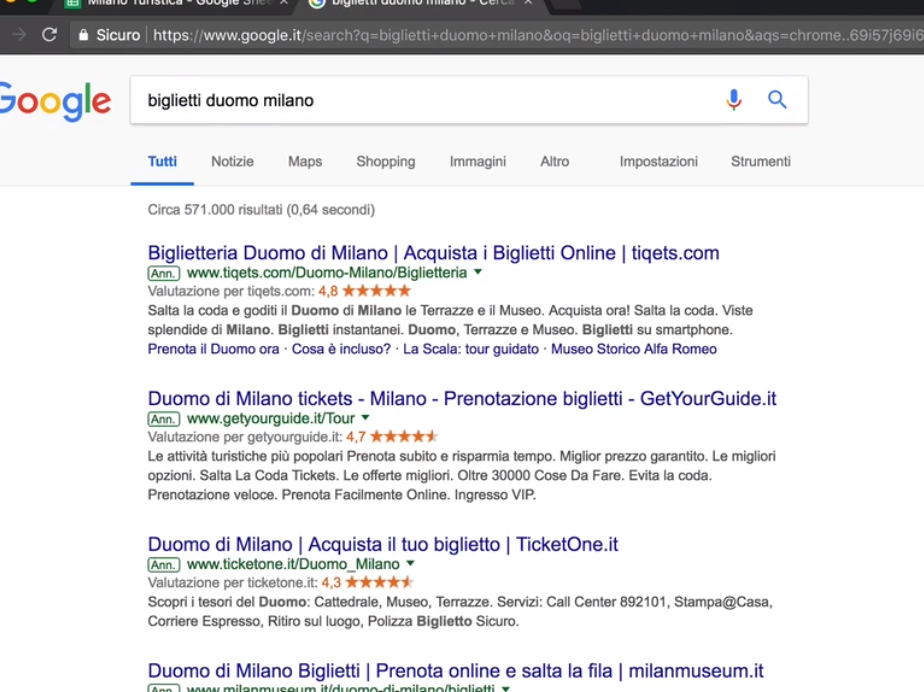 Milano Turistica - Google Shee
biglietti duomo milano - Cerca
Sicuro https://www.google.it/search?q=biglietti+duomo+milano&oq=biglietti+duomo+milano&aqs=chrome..69i57j69i6
Google
biglietti duomo milano
Tutti Notizie Maps Shopping Immagini Altro Impostazioni Strumenti
Circa 571.000 risultati (0,64 secondi)
Biglietteria Duomo di Milano | Acquista i Biglietti Online | tiqets.com
Ann. www.tiqets.com/Duomo-Milano/Biglietteria
Valutazione per tiqets.com: 4,8 ★★★★★
Salta la coda e goditi il Duomo di Milano le Terrazze e il Museo. Acquista ora! Salta la coda. Viste
splendide di Milano. Biglietti instantanei. Duomo, Terrazze e Museo. Biglietti su smartphone.
Prenota il Duomo ora · Cosa è incluso? · La Scala: tour guidato · Museo Storico Alfa Romeo
Duomo di Milano tickets - Milano - Prenotazione biglietti - GetYourGuide.it
Ann. www.getyourguide.it/Tour
Valutazione per getyourguide.it: 4,7
Le attività turistiche più popolari Prenota subito e risparmia tempo. Miglior prezzo garantito. Le migliori
opzioni. Salta La Coda Tickets. Le offerte migliori. Oltre 30000 Cose Da Fare. Evita la coda.
Prenotazione veloce. Prenota Facilmente Online. Ingresso VIP.
Duomo di Milano | Acquista il tuo biglietto | TicketOne.it
Ann. www.ticketone.it/Duomo_Milano
Valutazione per ticketone.it: 4,3
Scopri i tesori del Duomo: Cattedrale, Museo, Terrazze. Servizi: Call Center 892101, Stampa@Casa,
Corriere Espresso, Ritiro sul luogo, Polizza Biglietto Sicuro.
Duomo di Milano Biglietti | Prenota online e salta la fila | milanmuseum.it
Ann. www.milanmuseum.it/duomo-di-milano/biglietti